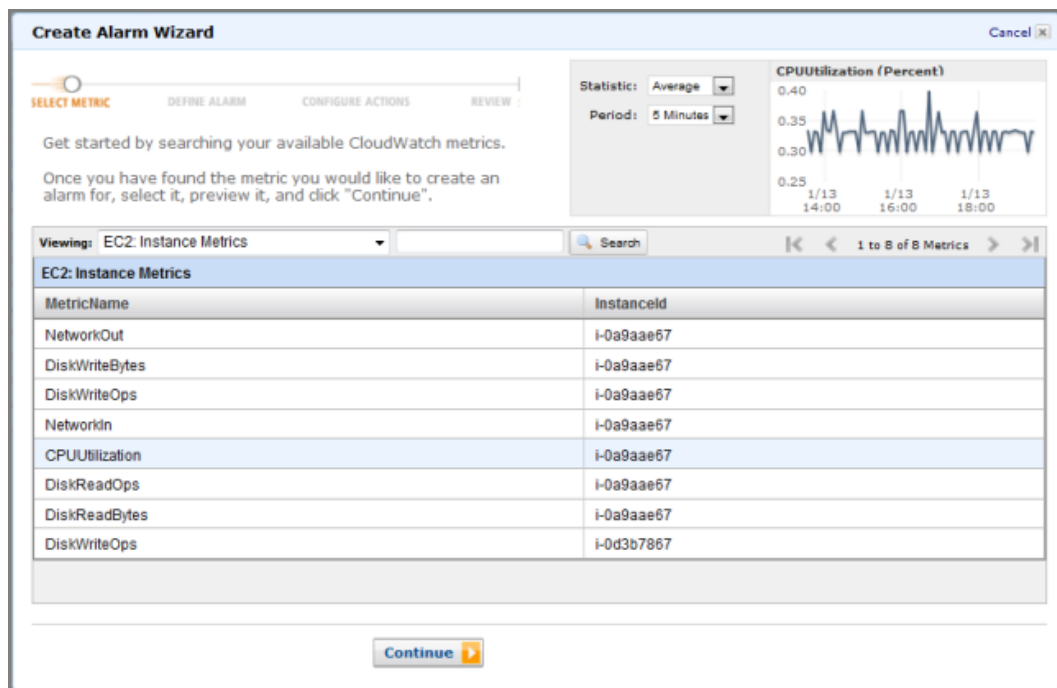 Create Alarm Wizard
Cancel
SELECT METRIC
DEFINE ALARM
CONFIGURE ACTIONS
REVIEW
Get started by searching your available CloudWatch metrics.
Once you have found the metric you would like to create an
alarm for, select it, preview it, and click "Continue".
Statistic: Average
Period: 5 Minutes
CPUUtilization (Percent)
0.40
0.35
0.30
0.25
1/13 1/13 1/13
14:00 16:00 18:00
Viewing: EC2: Instance Metrics
Search
1 to 8 of 8 Metrics
EC2: Instance Metrics
MetricName InstanceId
NetworkOut i-0a9aae67
DiskWriteBytes i-0a9aae67
DiskWriteOps i-0a9aae67
NetworkIn i-0a9aae67
CPUUtilization i-0a9aae67
DiskReadOps i-0a9aae67
DiskReadBytes i-0a9aae67
DiskWriteOps i-0d3b7867
Continue